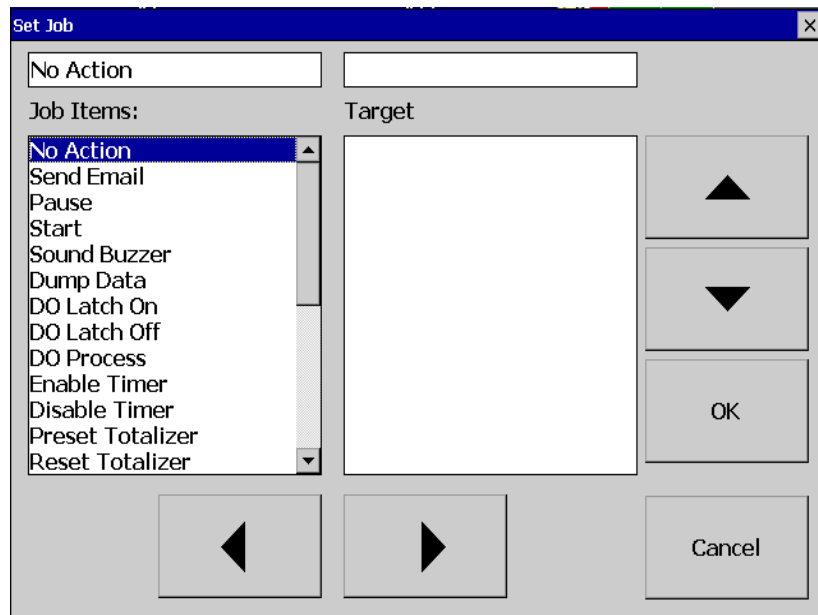 Set Job
No Action
Job Items:
Target
No Action
Send Email
Pause
Start
Sound Buzzer
Dump Data
DO Latch On
DO Latch Off
DO Process
Enable Timer
Disable Timer
Preset Totalizer
Reset Totalizer
OK
Cancel